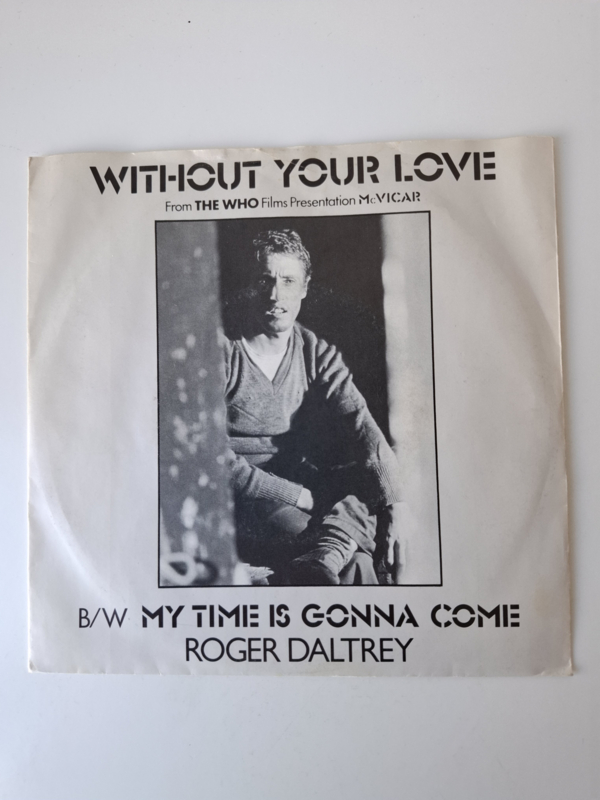 WITHOUT YOUR LOVE
From THE WHO Films Presentation McVICAR
B/W MY TIME IS GONNA COME
ROGER DALTREY